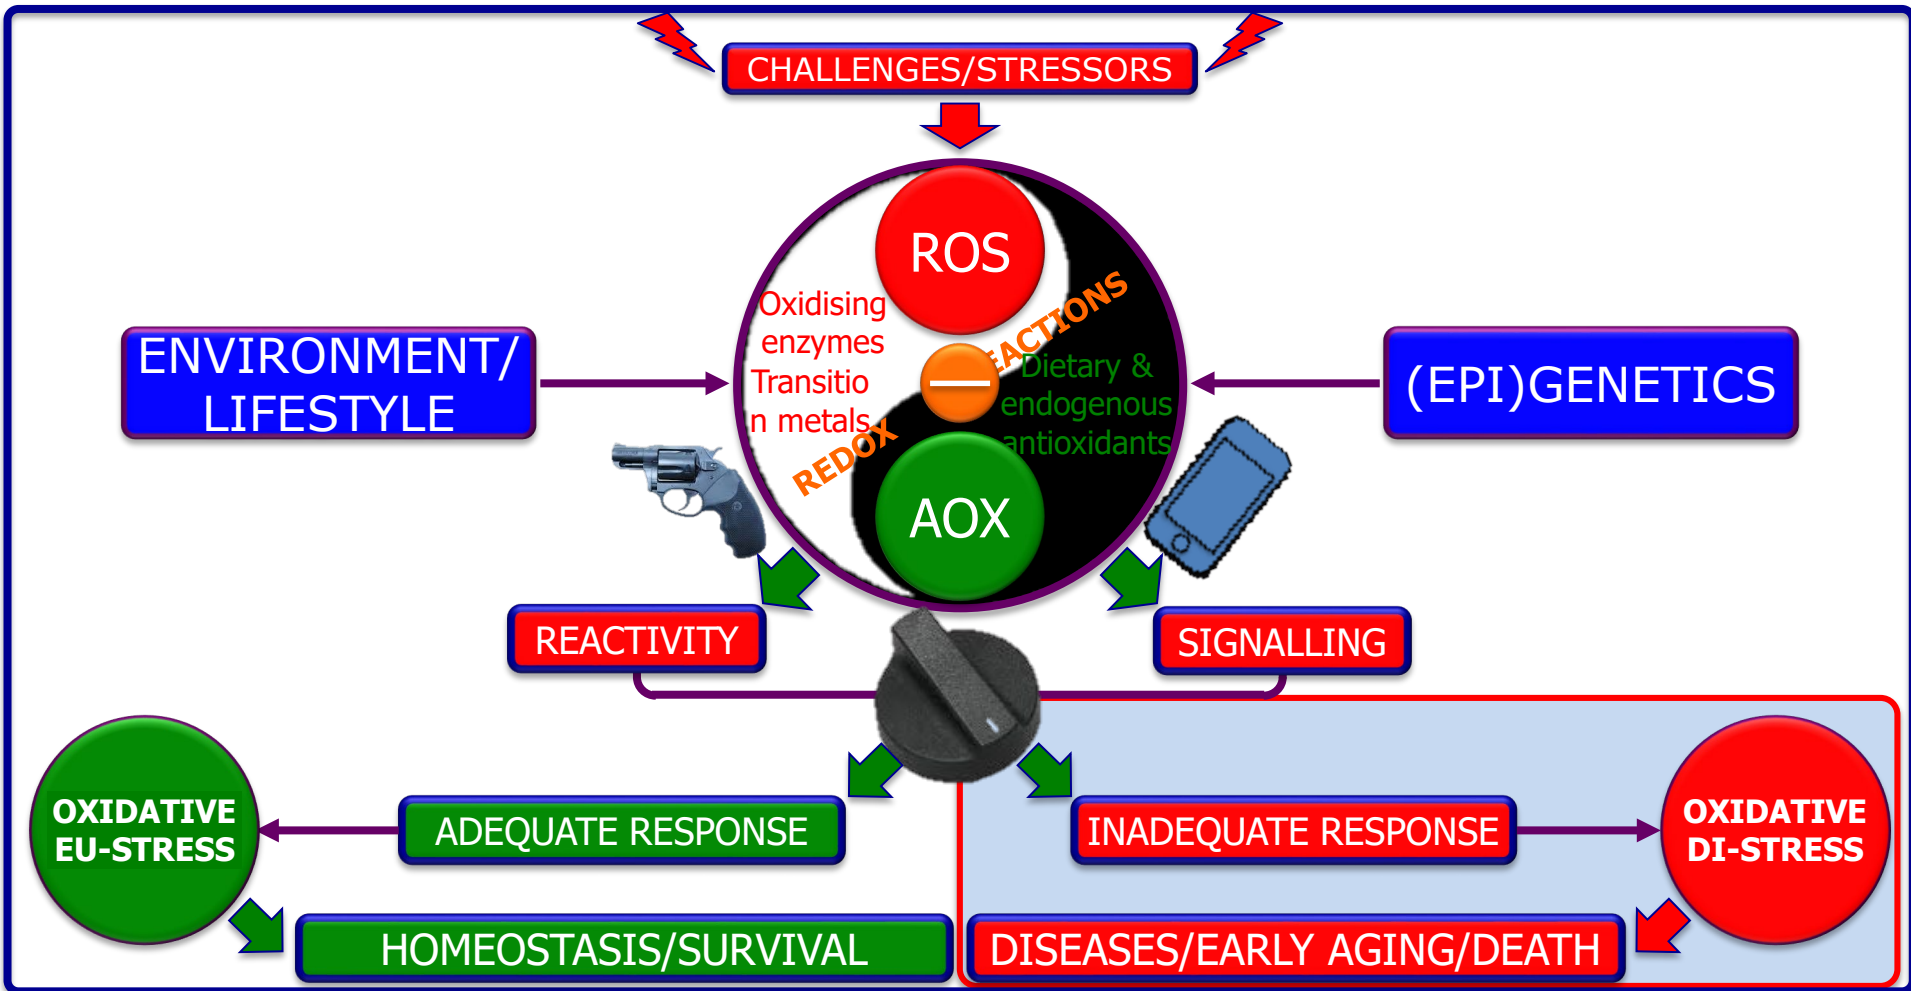 CHALLENGES/STRESSORS
ROS
REACTIONS
Oxidising
enzymes
Transitio
n metals
ENVIRONMENT/
LIFESTYLE
Dietary &
endogenous
antioxidants
(EPI)GENETICS
REDOX
AOX
REACTIVITY
SIGNALLING
OXIDATIVE
EU-STRESS
ADEQUATE RESPONSE
INADEQUATE RESPONSE
OXIDATIVE
DI-STRESS
HOMEOSTASIS/SURVIVAL
DISEASES/EARLY AGING/DEATH